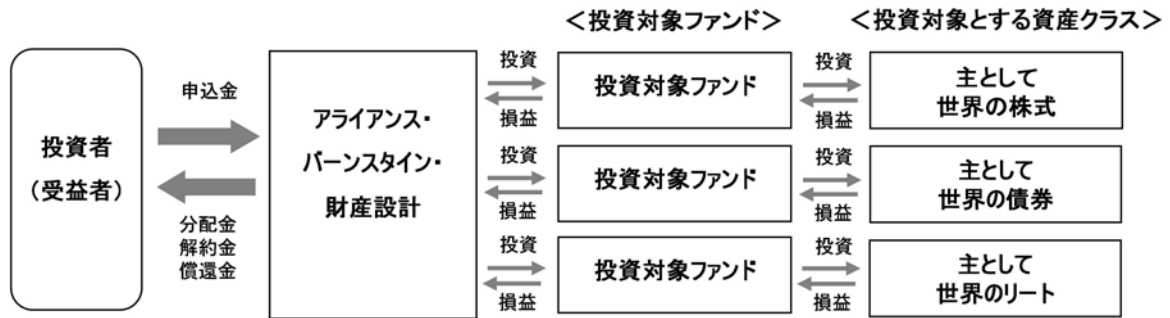 ＜投資対象ファンド＞
＜投資対象とする資産クラス＞
投資者
（受益者）
申込金
分配金
解約金
償還金
アライアンス・
バーンスタイン・
財産設計
投資
損益
投資対象ファンド
投資
損益
主として
世界の株式
投資
損益
投資対象ファンド
投資
損益
主として
世界の債券
投資
損益
投資対象ファンド
投資
損益
主として
世界のリート